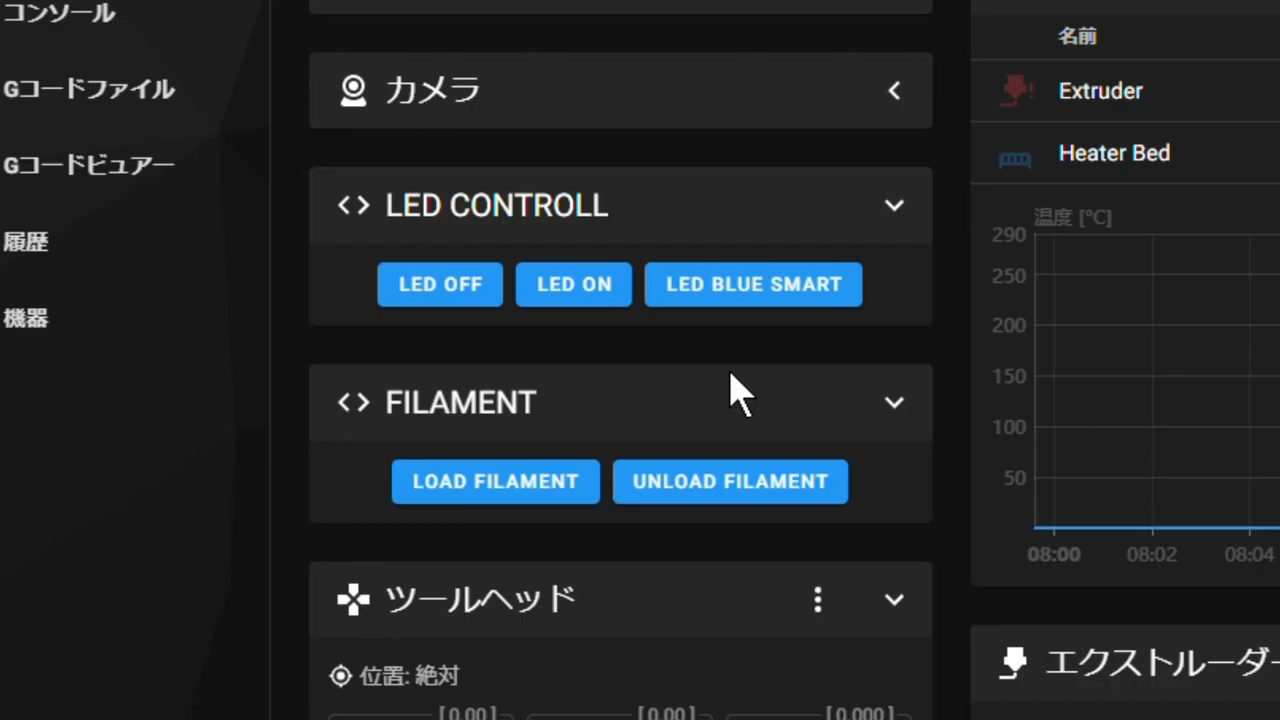 コンソール
Gコードファイル
Gコードビュアー
履歴
機器
カメラ
LED CONTROLL
LED OFF
LED ON
LED BLUE SMART
FILAMENT
LOAD FILAMENT
UNLOAD FILAMENT
ツールヘッド
位置: 絶対
[0.00]
[0.00]
[0.000]
名前
Extruder
Heater Bed
温度 [°C]
290
250
200
150
100
50
08:00
08:02
08:04
エクストルーダー